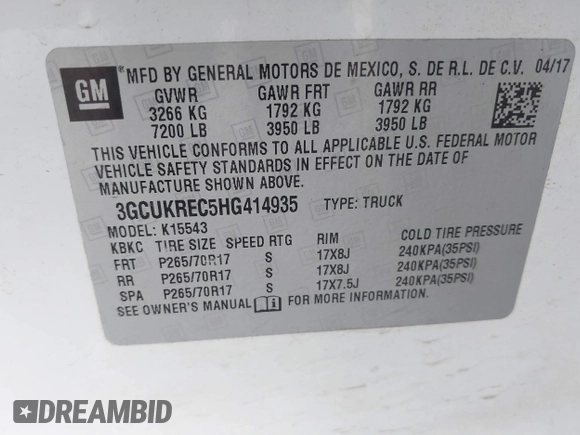 GM ® MFD BY GENERAL MOTORS DE MEXICO, S. DE R.L. DE C.V. 04/17
GVWR GAWR FRT GAWR RR
3266 KG 1792 KG 1792 KG
7200 LB 3950 LB 3950 LB
THIS VEHICLE CONFORMS TO ALL APPLICABLE U.S. FEDERAL MOTOR
VEHICLE SAFETY STANDARDS IN EFFECT ON THE DATE OF
MANUFACTURE SHOWN ABOVE.
3GCUKREC5HG414935 TYPE: TRUCK
MODEL: K15543
KBKC TIRE SIZE SPEED RTG RIM COLD TIRE PRESSURE
FRT P265/70R17 S 17X8J 240KPA(35PSI)
RR P265/70R17 S 17X8J 240KPA(35PSI)
SPA P265/70R17 S 17X7.5J 240KPA(35PSI)
SEE OWNER'S MANUAL i FOR MORE INFORMATION.
DREAMBID